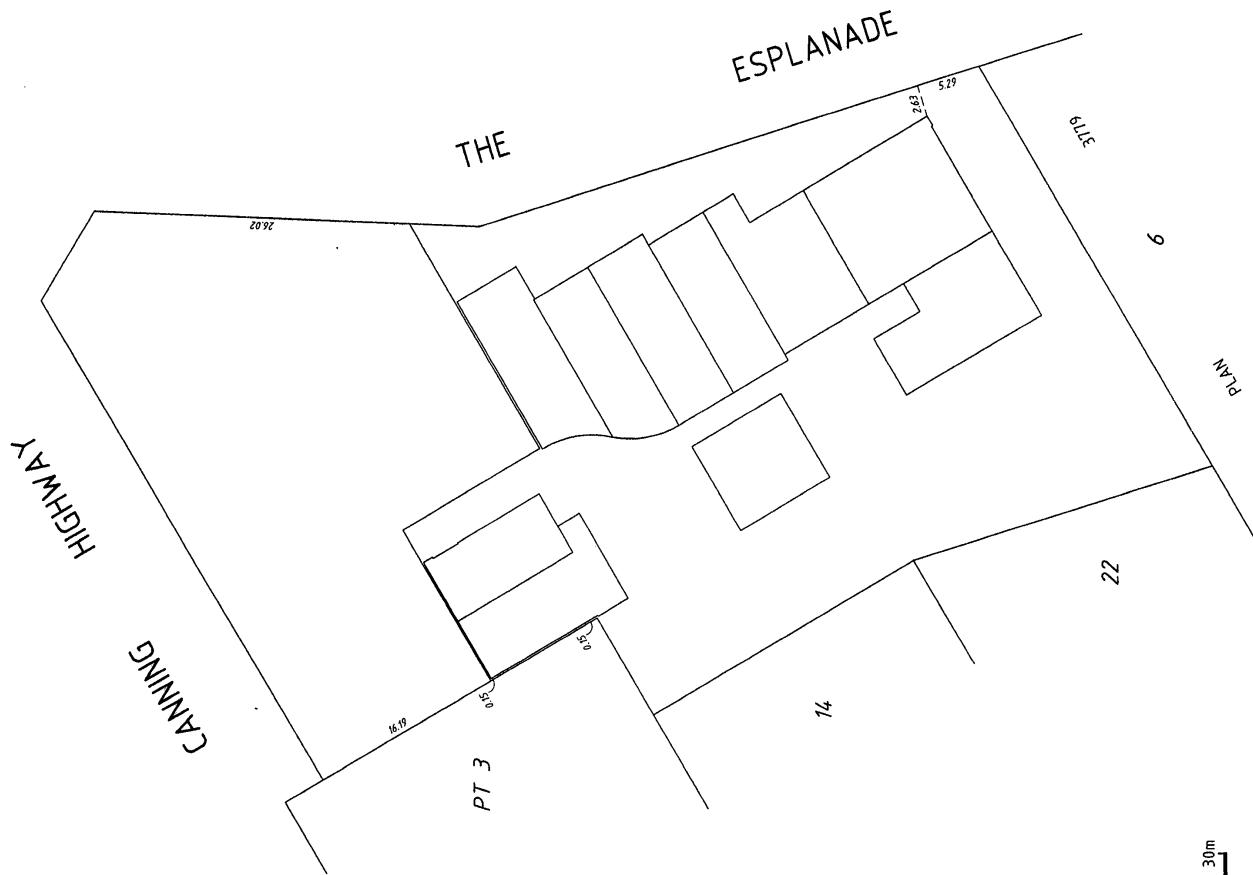 THE ESPLANADE
5.29
2.63
3779
26.02
6
PLAN
CANNING HIGHWAY
22
0.15
0.15
16.19
14
PT 3
30m